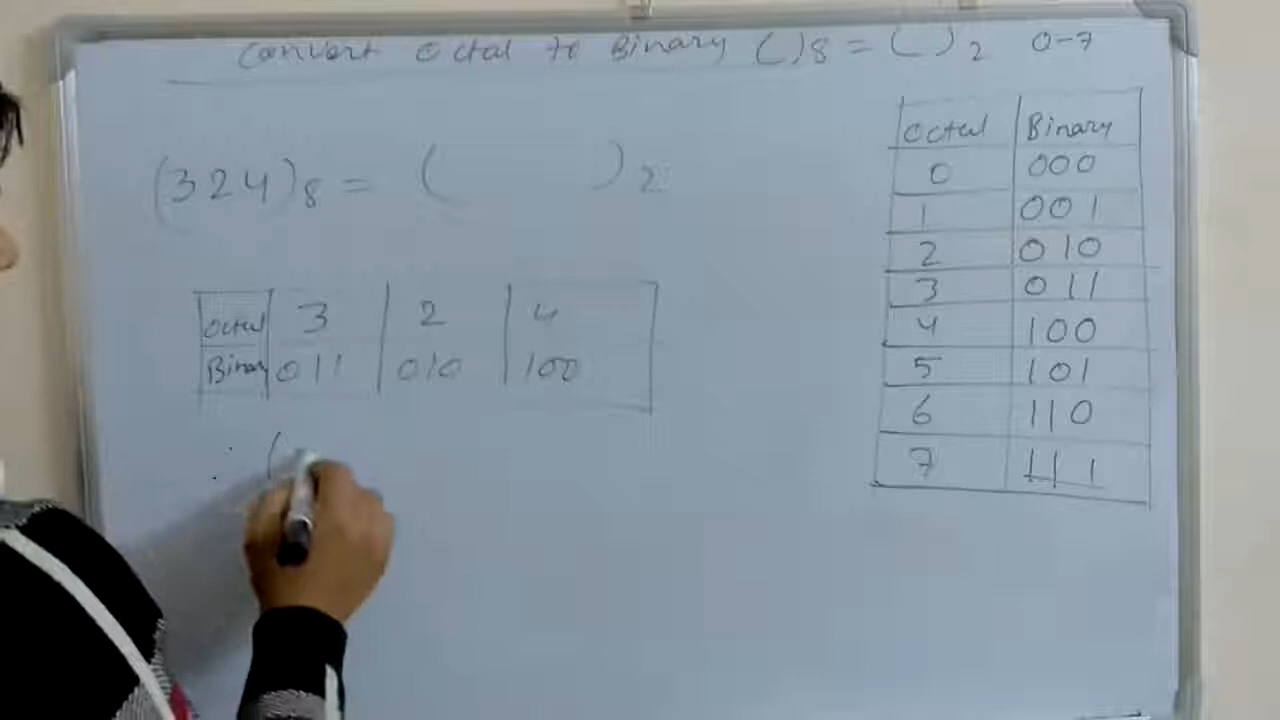 Convert Octal to Binary ( )8 = ( )2 0-7
(324)8 = ( )2
Octal 3 2 4
Binary 011 010 100
∴ (
Octal Binary
0 000
1 001
2 010
3 011
4 100
5 101
6 110
7 111